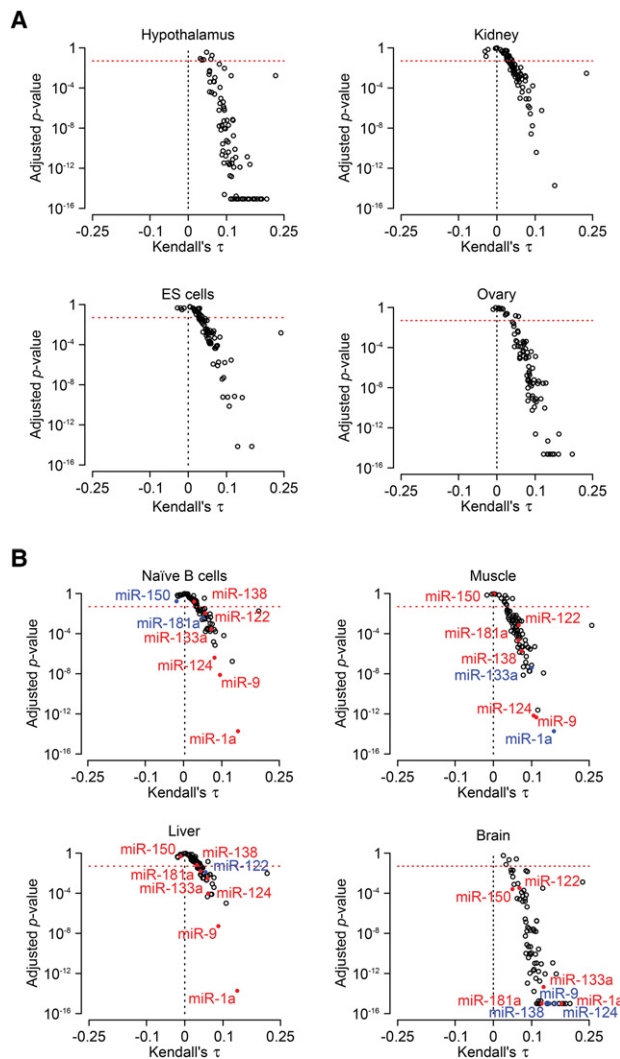 A
Hypothalamus
Kidney
1
10-4
10-8
10-12
10-16
Adjusted p-value
-0.25
-0.1
0
0.1
0.25
Kendall's τ
1
10-4
10-8
10-12
10-16
Adjusted p-value
-0.25
-0.1
0
0.1
0.25
Kendall's τ
ES cells
Ovary
1
10-4
10-8
10-12
10-16
Adjusted p-value
-0.25
-0.1
0
0.1
0.25
Kendall's τ
1
10-4
10-8
10-12
10-16
Adjusted p-value
-0.25
-0.1
0
0.1
0.25
Kendall's τ
B
Naïve B cells
Muscle
1
10-4
10-8
10-12
10-16
Adjusted p-value
miR-150
miR-138
miR-122
miR-181a
miR-133a
miR-124
miR-9
miR-1a
-0.25
-0.1
0
0.1
0.25
Kendall's τ
1
10-4
10-8
10-12
10-16
Adjusted p-value
miR-150
miR-122
miR-181a
miR-138
miR-133a
miR-124
miR-9
miR-1a
-0.25
-0.1
0
0.1
0.25
Kendall's τ
Liver
Brain
1
10-4
10-8
10-12
10-16
Adjusted p-value
miR-150
miR-138
miR-122
miR-181a
miR-133a
miR-124
miR-9
miR-1a
-0.25
-0.1
0
0.1
0.25
Kendall's τ
1
10-4
10-8
10-12
10-16
Adjusted p-value
miR-122
miR-150
miR-133a
miR-9
miR-181a
miR-1a
miR-138
miR-124
-0.25
-0.1
0
0.1
0.25
Kendall's τ